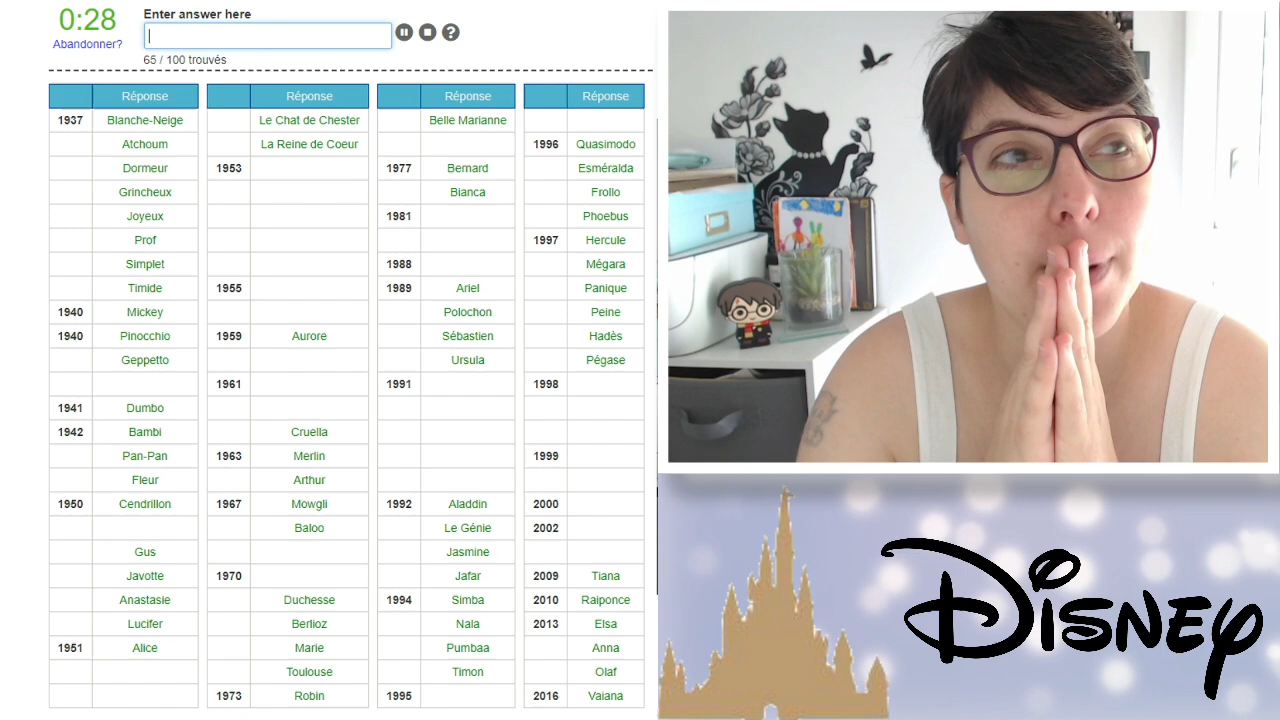 0:28
Abandonner?
Enter answer here
65 / 100 trouvés
Réponse
1937 Blanche-Neige
Atchoum
Dormeur
Grincheux
Joyeux
Prof
Simplet
Timide
1940 Mickey
1940 Pinocchio
Geppetto
1941 Dumbo
1942 Bambi
Pan-Pan
Fleur
1950 Cendrillon
Gus
Javotte
Anastasie
Lucifer
1951 Alice
Réponse
Le Chat de Chester
La Reine de Coeur
1953
1955
1959 Aurore
1961
Cruella
1963 Merlin
Arthur
1967 Mowgli
Baloo
1970
Duchesse
Berlioz
Marie
Toulouse
1973 Robin
Réponse
Belle Marianne
1977 Bernard
Bianca
1981
1988
1989 Ariel
Polochon
Sébastien
Ursula
1991
1992 Aladdin
Le Génie
Jasmine
Jafar
1994 Simba
Nala
Pumbaa
Timon
1995
Réponse
1996 Quasimodo
Esméralda
Frollo
Phoebus
1997 Hercule
Mégara
Panique
Peine
Hadès
Pégase
1998
1999
2000
2002
2009 Tiana
2010 Raiponce
2013 Elsa
Anna
Olaf
2016 Vaiana
Disney